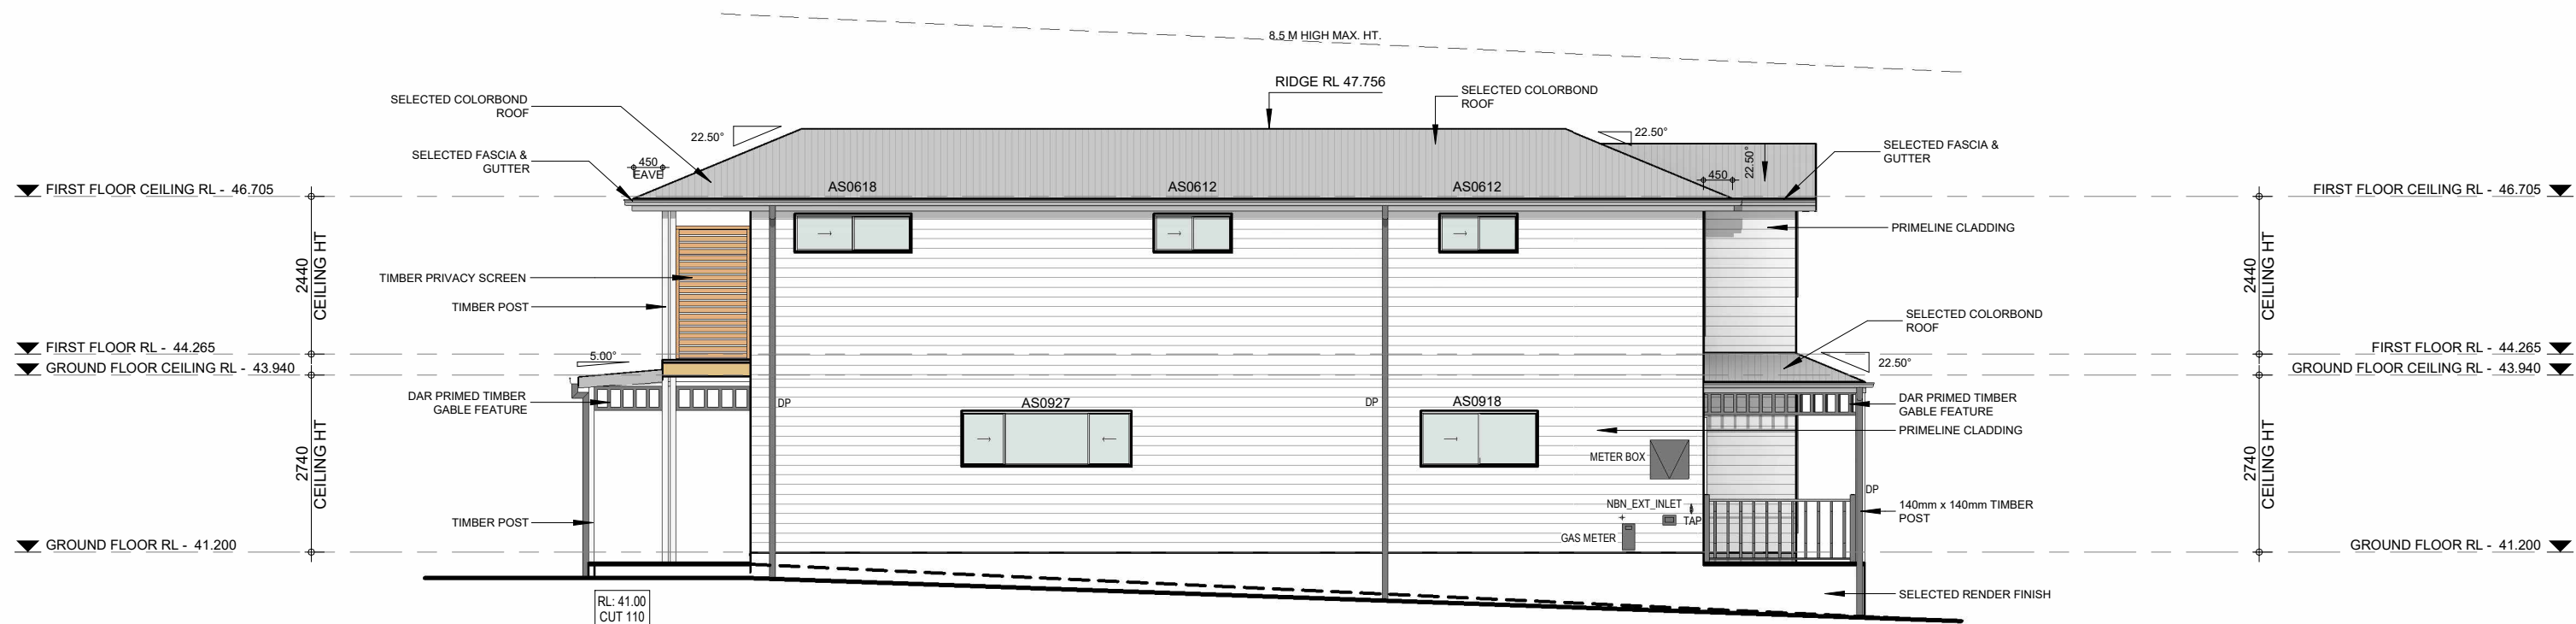 8.5 M HIGH MAX. HT.
RIDGE RL 47.756
SELECTED COLORBOND
ROOF
SELECTED COLORBOND
ROOF
22.50°
22.50°
SELECTED FASCIA &
GUTTER
SELECTED FASCIA &
GUTTER
450
EAVE
450
22.50°
FIRST FLOOR CEILING RL - 46.705
AS0618
AS0612
AS0612
FIRST FLOOR CEILING RL - 46.705
PRIMELINE CLADDING
2440
CEILING HT
TIMBER PRIVACY SCREEN
TIMBER POST
2440
CEILING HT
SELECTED COLORBOND
ROOF
FIRST FLOOR RL - 44.265
5.00°
22.50°
FIRST FLOOR RL - 44.265
GROUND FLOOR CEILING RL - 43.940
GROUND FLOOR CEILING RL - 43.940
DAR PRIMED TIMBER
GABLE FEATURE
DP
AS0927
DP
AS0918
DAR PRIMED TIMBER
GABLE FEATURE
PRIMELINE CLADDING
2740
CEILING HT
METER BOX
2740
CEILING HT
DP
NBN_EXT_INLET
TAP
140mm x 140mm TIMBER
POST
TIMBER POST
GAS METER
GROUND FLOOR RL - 41.200
GROUND FLOOR RL - 41.200
RL: 41.00
CUT 110
SELECTED RENDER FINISH